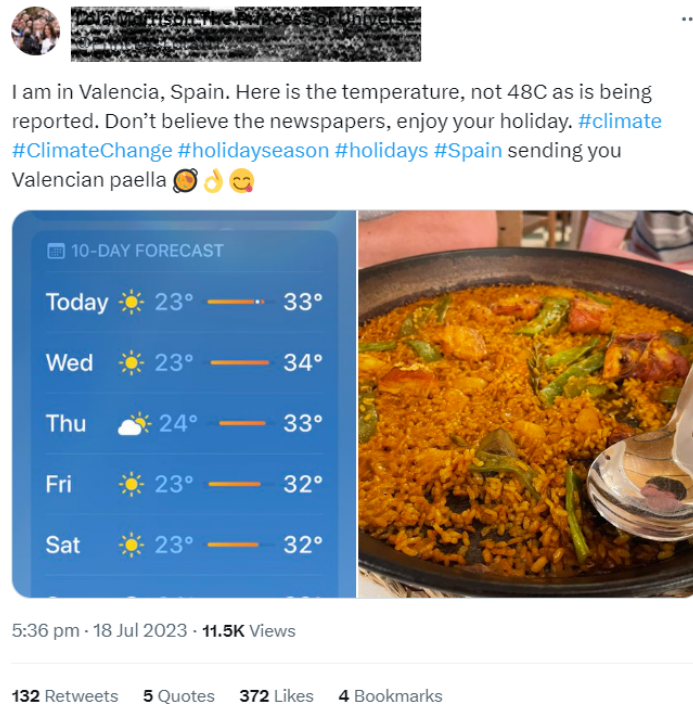 I am in Valencia, Spain. Here is the temperature, not 48C as is being
reported. Don’t believe the newspapers, enjoy your holiday. #climate
#ClimateChange #holidayseason #holidays #Spain sending you
Valencian paella 🥘👌😋
10-DAY FORECAST
Today 23° 33°
Wed 23° 34°
Thu 24° 33°
Fri 23° 32°
Sat 23° 32°
5:36 pm · 18 Jul 2023 · 11.5K Views
132 Retweets 5 Quotes 372 Likes 4 Bookmarks